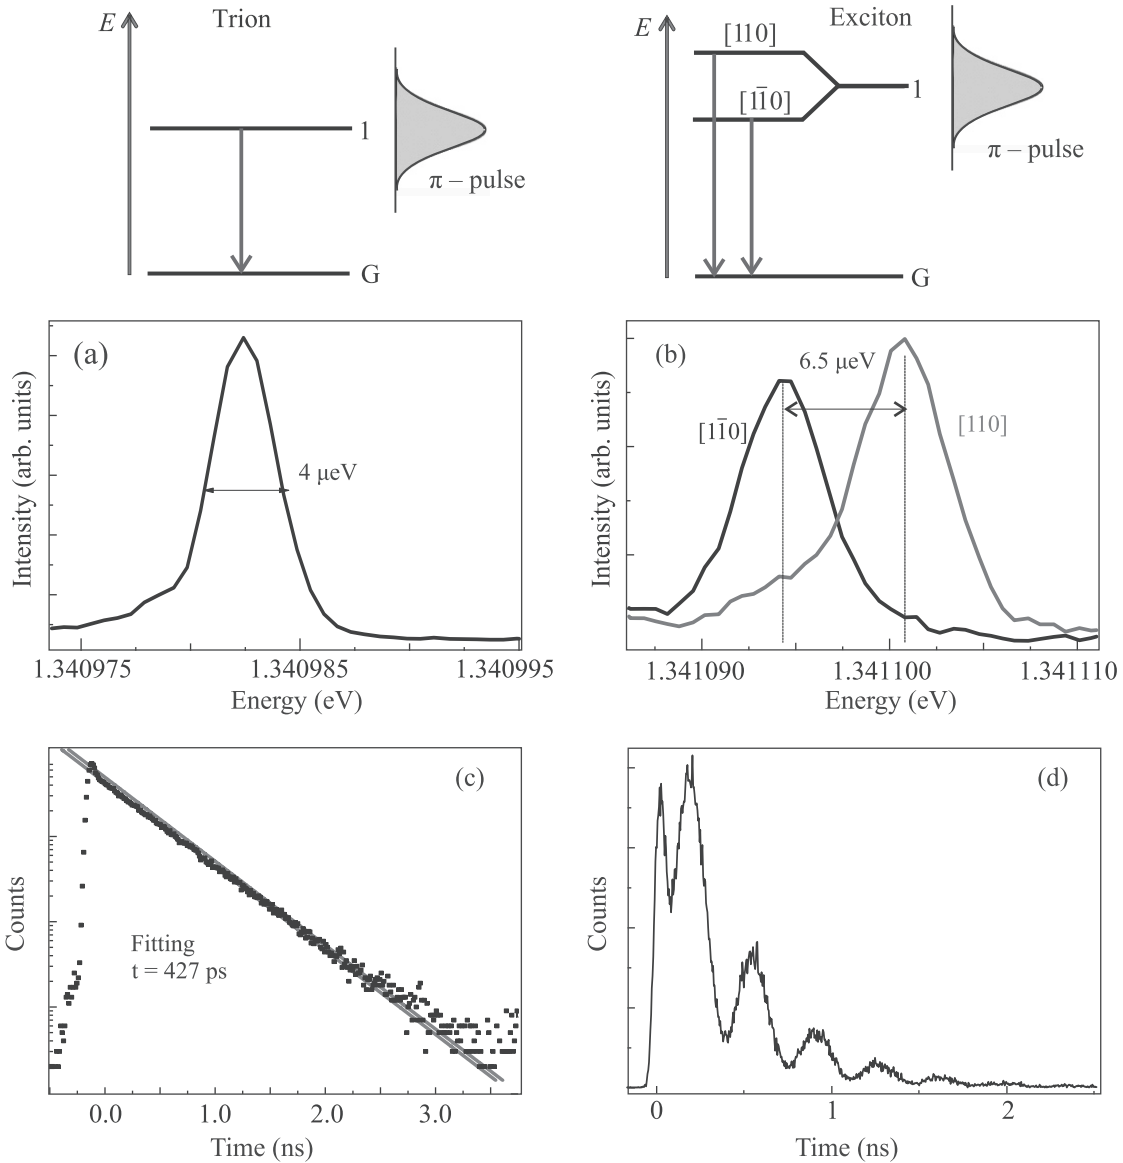 E
Trion
1
π – pulse
G
E
Exciton
[110]
[11̄0]
1
π – pulse
G
(a)
4 μeV
Intensity (arb. units)
1.340975
1.340985
1.340995
Energy (eV)
(b)
6.5 μeV
[11̄0]
[110]
Intensity (arb. units)
1.341090
1.341100
1.341110
Energy (eV)
(c)
Fitting
t = 427 ps
Counts
0.0
1.0
2.0
3.0
Time (ns)
(d)
Counts
0
1
2
Time (ns)